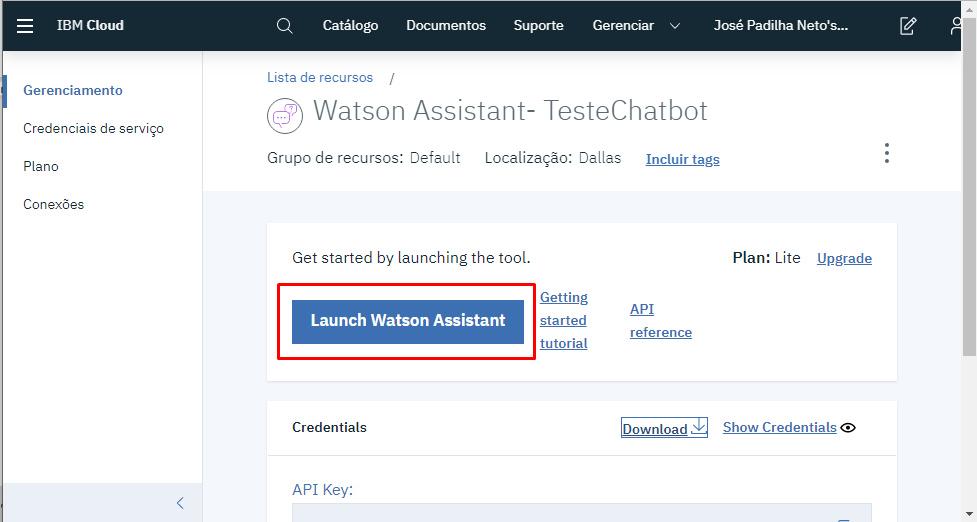 IBM Cloud
Catálogo
Documentos
Suporte
Gerenciar
José Padilha Neto's...
Gerenciamento
Credenciais de serviço
Plano
Conexões
Lista de recursos /
Watson Assistant- TesteChatbot
Grupo de recursos: Default
Localização: Dallas
Incluir tags
Get started by launching the tool.
Plan: Lite
Upgrade
Launch Watson Assistant
Getting
started
tutorial
API
reference
Credentials
Download
Show Credentials
API Key: